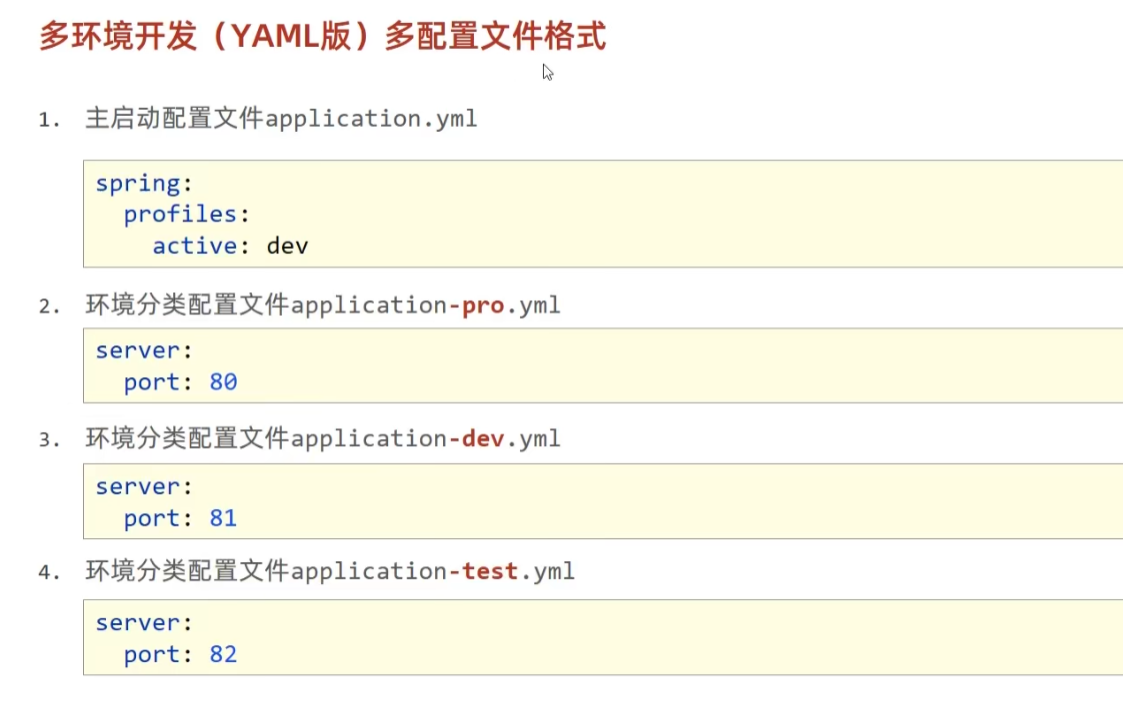 多环境开发（YAML版）多配置文件格式
1. 主启动配置文件application.yml
spring:
  profiles:
    active: dev
2. 环境分类配置文件application-pro.yml
server:
  port: 80
3. 环境分类配置文件application-dev.yml
server:
  port: 81
4. 环境分类配置文件application-test.yml
server:
  port: 82